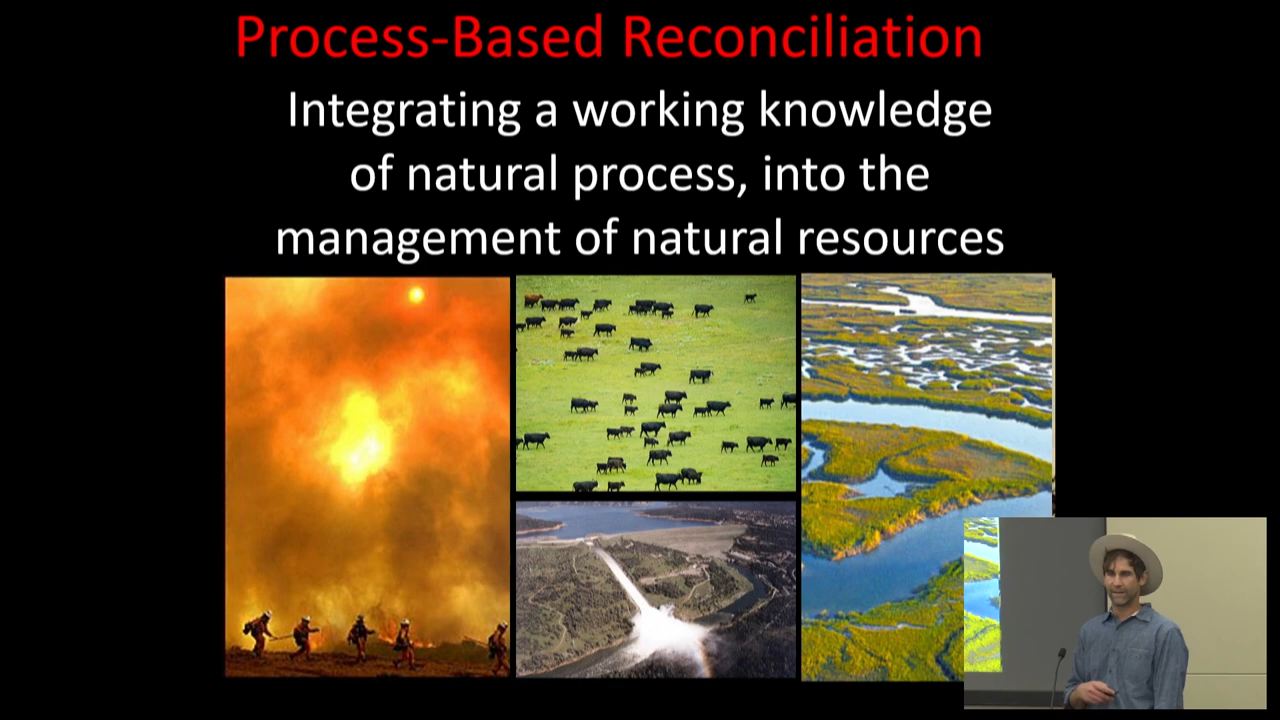 Process-Based Reconciliation
Integrating a working knowledge
of natural process, into the
management of natural resources